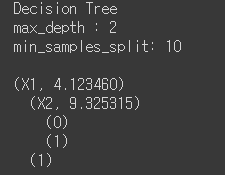 Decision Tree
max_depth : 2
min_samples_split: 10

(X1, 4.123460)
  (X2, 9.325315)
    (0)
    (1)
  (1)